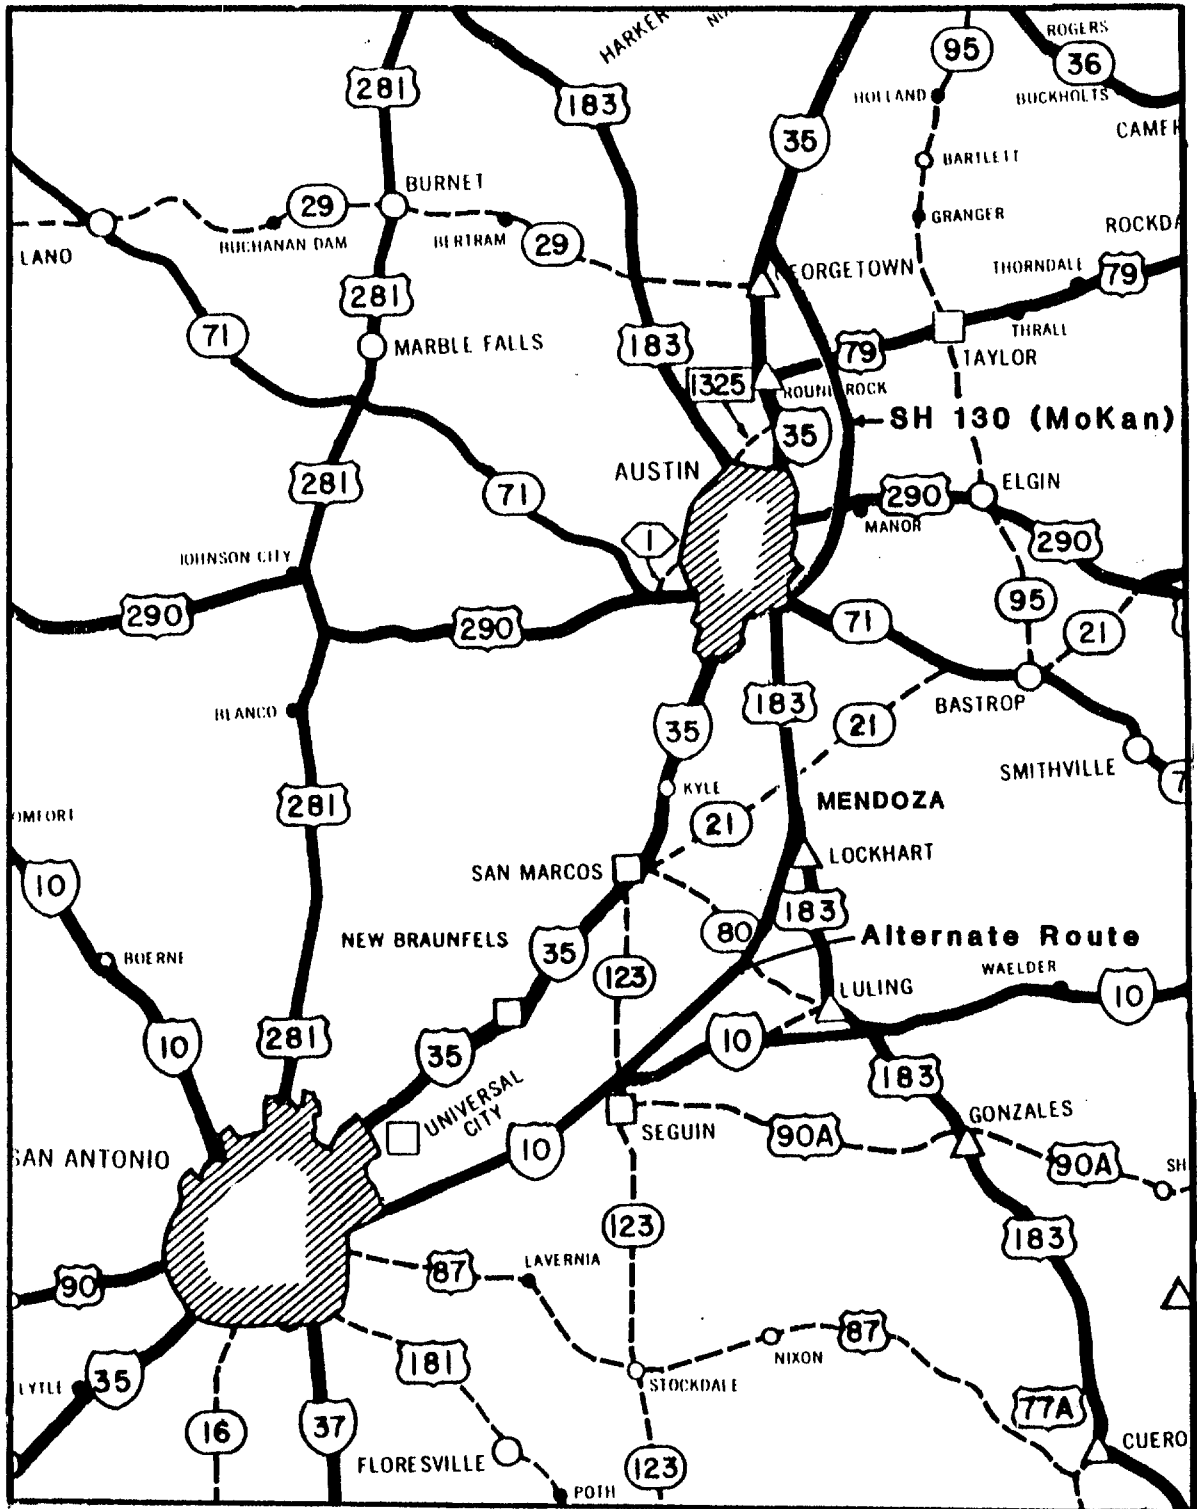 HARKER
ROGERS
95
36
281
183
HOLLAND
BUCKHOLTS
35
BARTLETT
BURNET
29
GRANGER
BUCHANAN DAM
BERTRAM
29
ROCKDA
LANO
GEORGETOWN
THORNDALE
79
281
71
MARBLE FALLS
183
79
THRALL
TAYLOR
1325
ROUND ROCK
35
SH 130 (MoKan)
AUSTIN
281
71
290
ELGIN
MANOR
1
290
JOHNSON CITY
290
290
95
71
21
183
BLANCO
BASTROP
35
21
SMITHVILLE
7
KYLE
281
MENDOZA
OMFORT
21
LOCKHART
SAN MARCOS
10
183
80
NEW BRAUNFELS
35
Alternate Route
BOERNE
123
WAELDER
LULING
10
281
10
35
10
183
UNIVERSAL
CITY
GONZALES
SEGUIN
90A
10
SAN ANTONIO
90A
SH
123
183
87
LAVERNIA
90
87
NIXON
181
35
LYTLE
STOCKDALE
77A
16
37
CUERO
FLORESVILLE
123
POTH